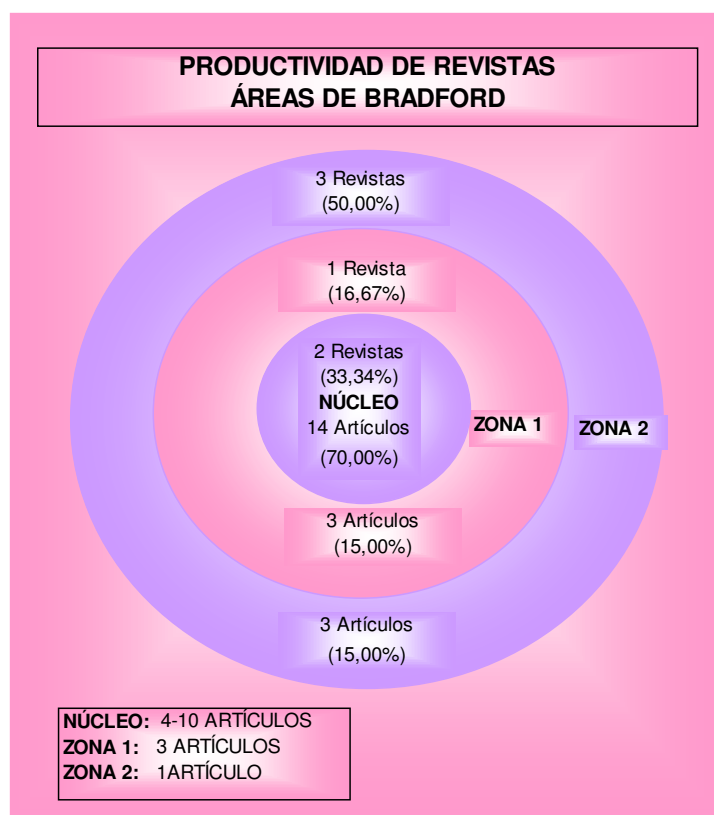 PRODUCTIVIDAD DE REVISTAS
ÁREAS DE BRADFORD
3 Revistas
(50,00%)
1 Revista
(16,67%)
2 Revistas
(33,34%)
NÚCLEO
14 Artículos
(70,00%)
ZONA 1
ZONA 2
3 Artículos
(15,00%)
3 Artículos
(15,00%)
NÚCLEO: 4-10 ARTÍCULOS
ZONA 1: 3 ARTÍCULOS
ZONA 2: 1ARTÍCULO